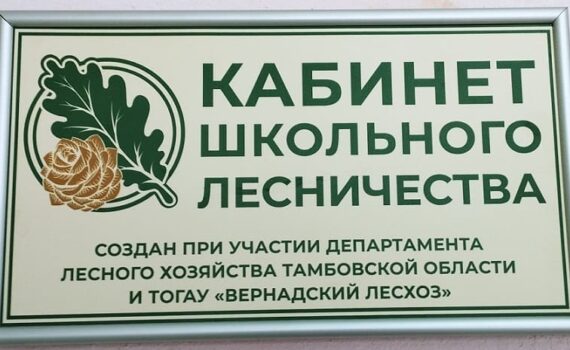 КАБИНЕТ
ШКОЛЬНОГО
ЛЕСНИЧЕСТВА
СОЗДАН ПРИ УЧАСТИИ ДЕПАРТАМЕНТА
ЛЕСНОГО ХОЗЯЙСТВА ТАМБОВСКОЙ ОБЛАСТИ
И ТОГАУ «ВЕРНАДСКИЙ ЛЕСХОЗ»